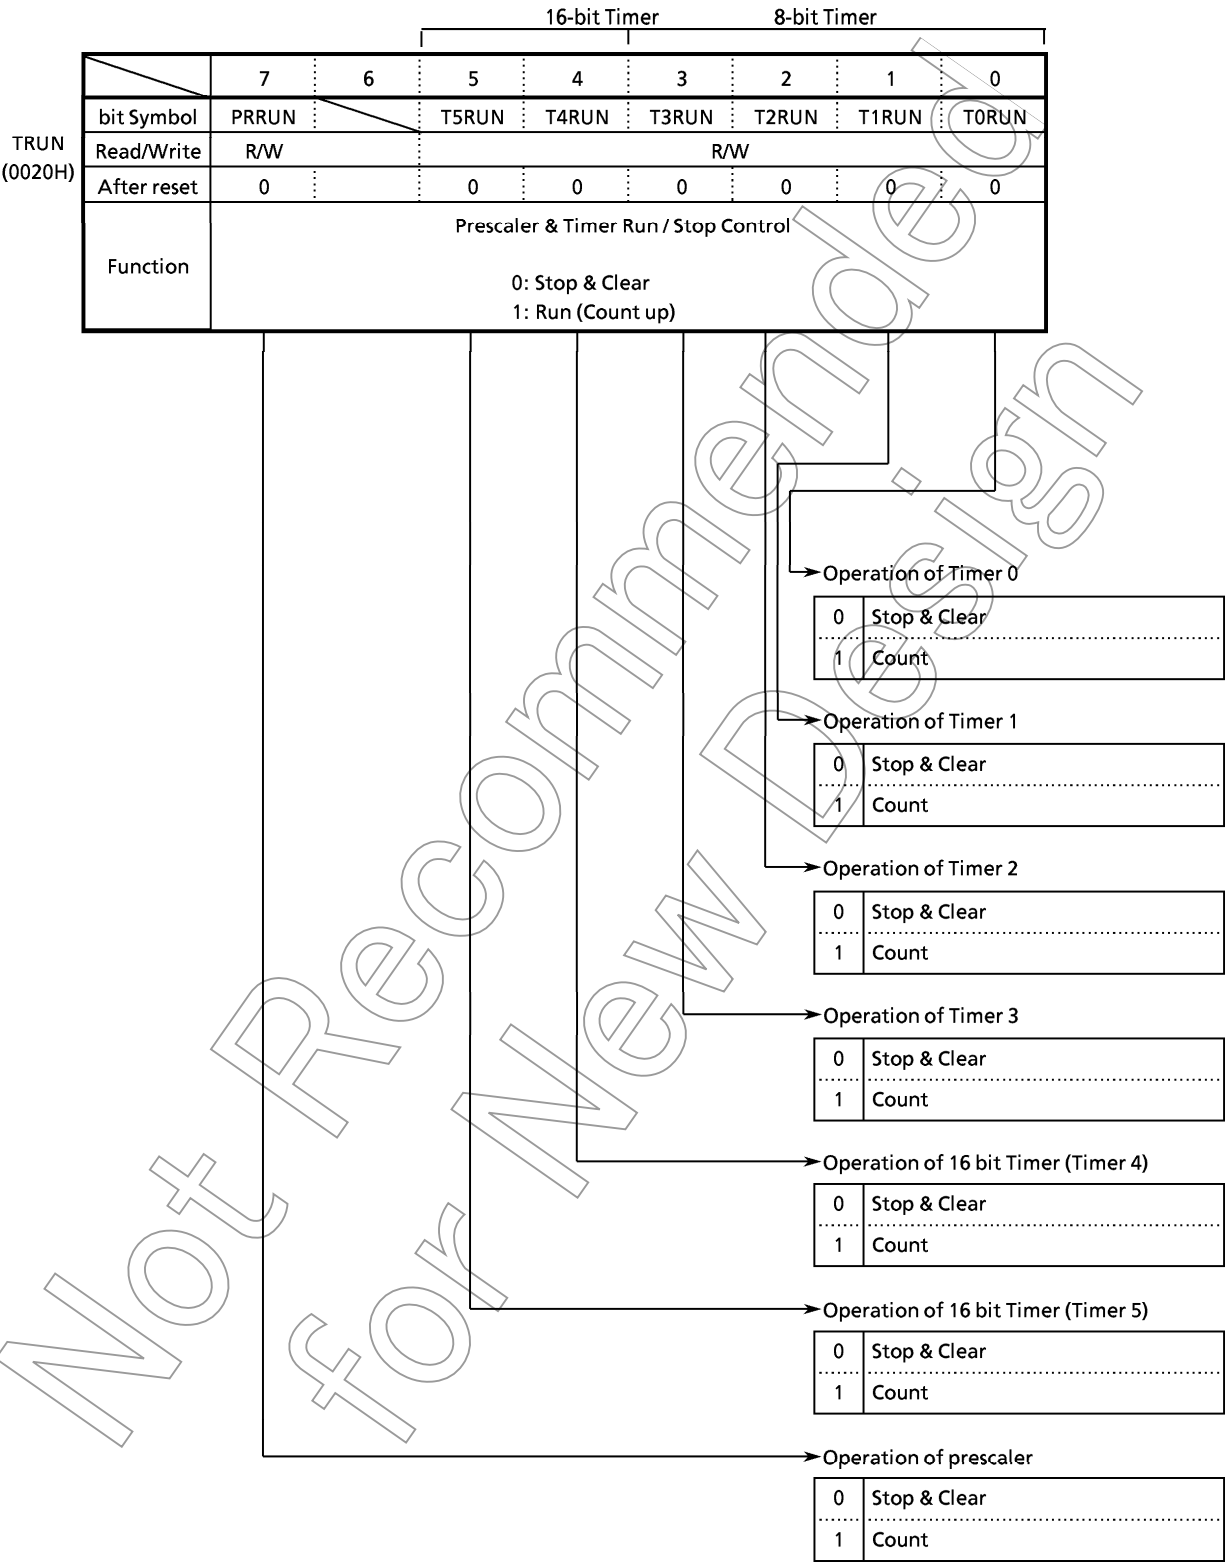 16-bit Timer 8-bit Timer
7 6 5 4 3 2 1 0
bit Symbol PRRUN T5RUN T4RUN T3RUN T2RUN T1RUN T0RUN
TRUN
(0020H)
Read/Write R/W R/W
After reset 0 0 0 0 0 0 0
Function
Prescaler & Timer Run / Stop Control
0: Stop & Clear
1: Run (Count up)
Operation of Timer 0
0 Stop & Clear
1 Count
Operation of Timer 1
0 Stop & Clear
1 Count
Operation of Timer 2
0 Stop & Clear
1 Count
Operation of Timer 3
0 Stop & Clear
1 Count
Operation of 16 bit Timer (Timer 4)
0 Stop & Clear
1 Count
Operation of 16 bit Timer (Timer 5)
0 Stop & Clear
1 Count
Operation of prescaler
0 Stop & Clear
1 Count
Not Recommended
for New Design